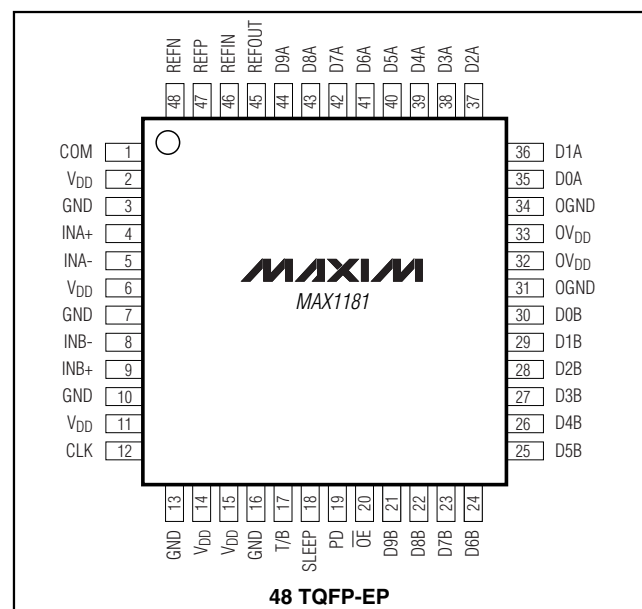 REFN REFP REFIN REFOUT D9A D8A D7A D6A D5A D4A D3A D2A
48 47 46 45 44 43 42 41 40 39 38 37
COM 1 36 D1A
VDD 2 35 D0A
GND 3 34 OGND
INA+ 4 33 OVDD
INA- 5 32 OVDD
VDD 6 31 OGND
GND 7 30 D0B
INB- 8 29 D1B
INB+ 9 28 D2B
GND 10 27 D3B
VDD 11 26 D4B
CLK 12 25 D5B
MAXIM
MAX1181
13 14 15 16 17 18 19 20 21 22 23 24
GND VDD VDD GND T/B SLEEP PD OE D9B D8B D7B D6B
48 TQFP-EP